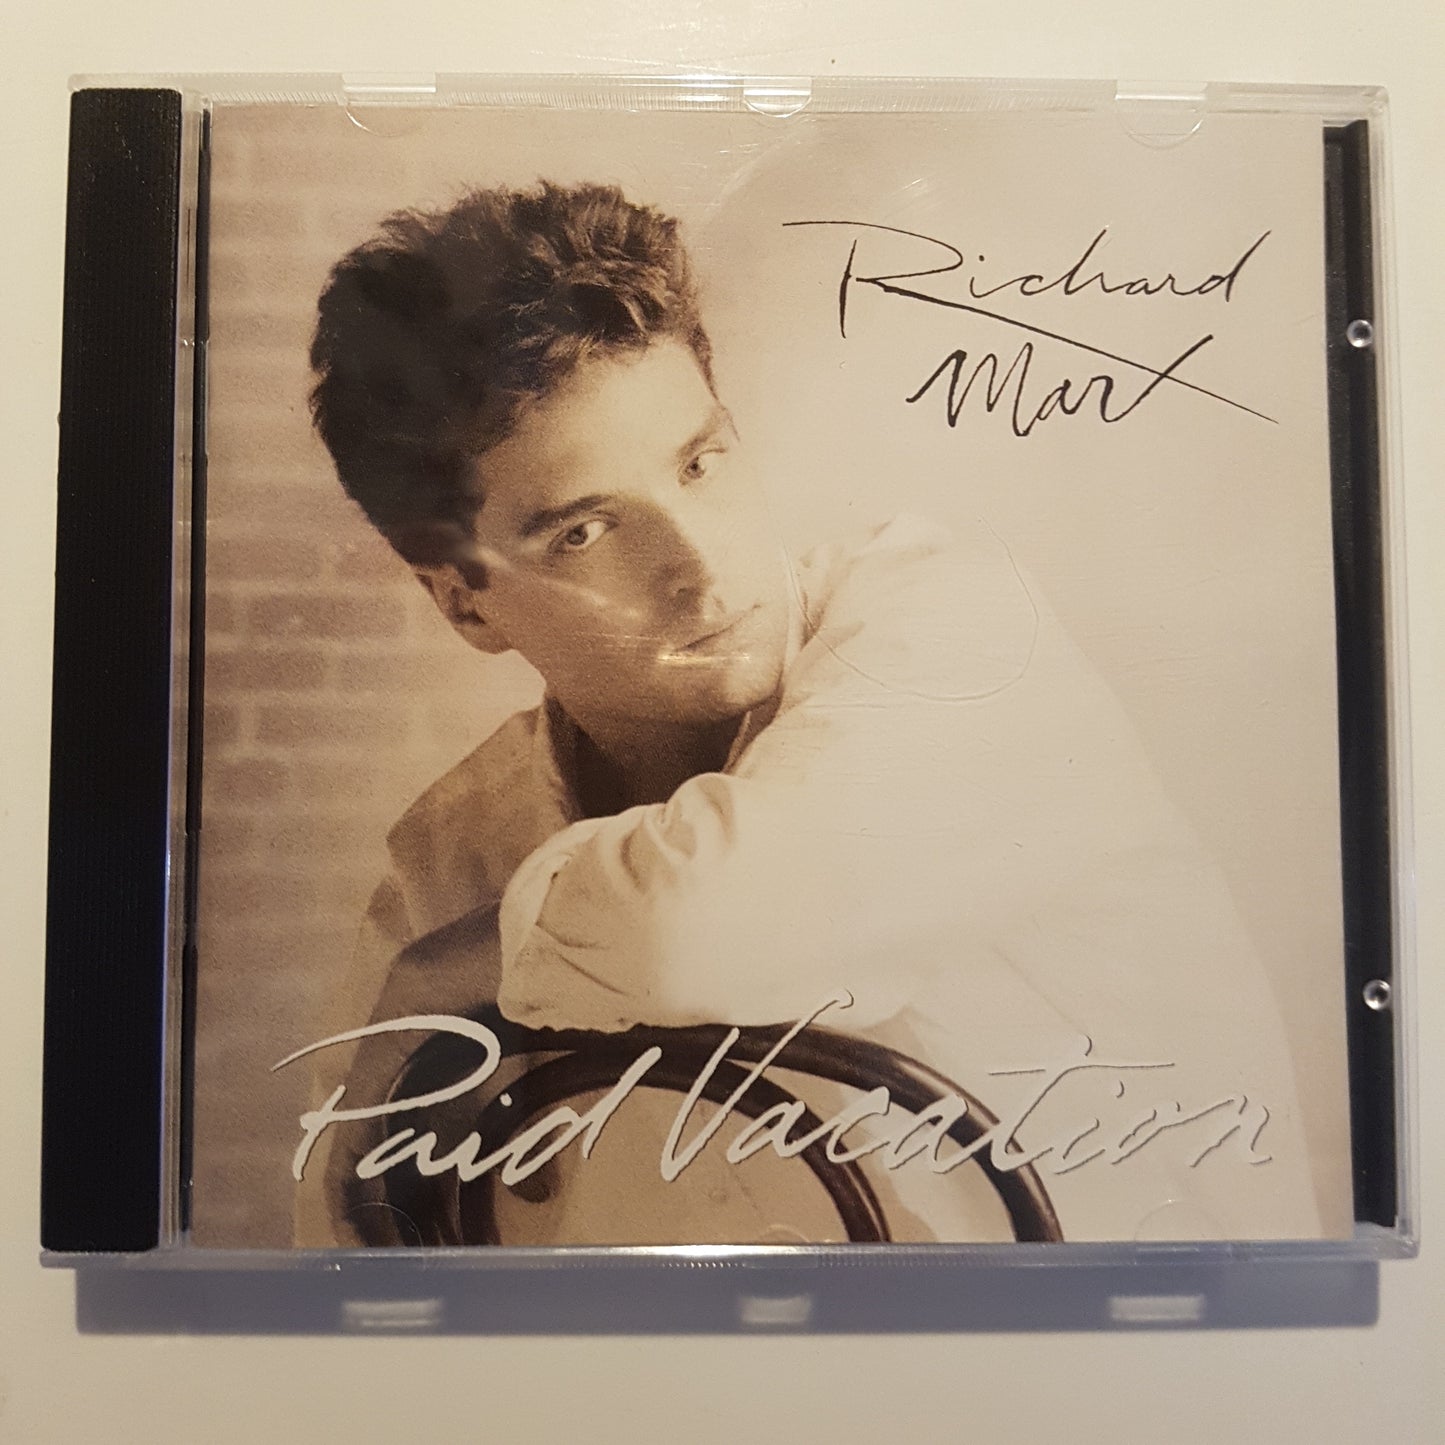 Richard
Marx
Paid Vacation